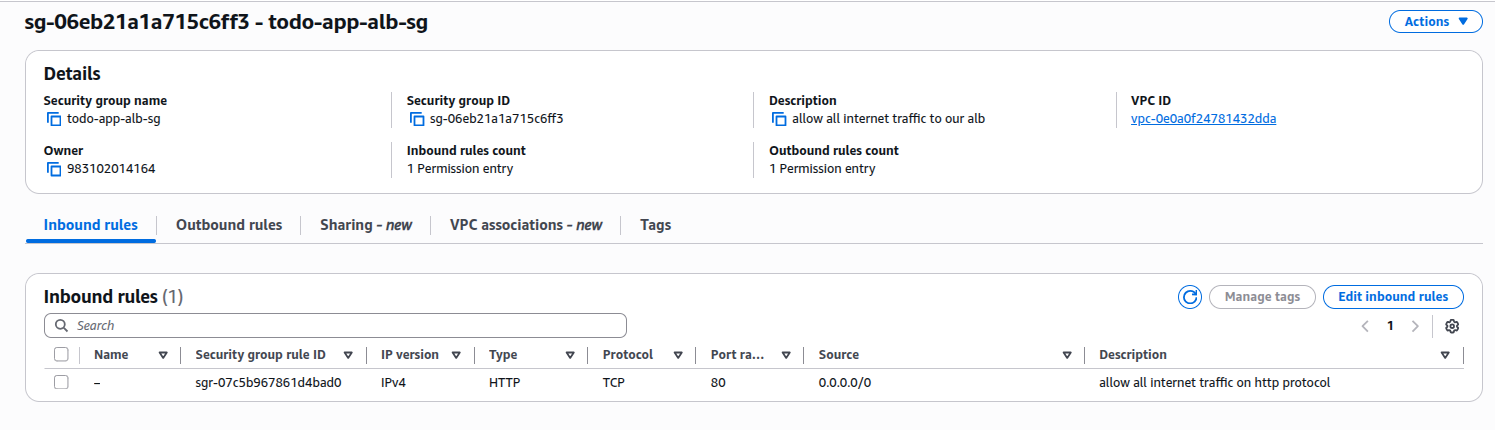 sg-06eb21a1a715c6ff3 - todo-app-alb-sg
Actions
Details
Security group name
todo-app-alb-sg
Security group ID
sg-06eb21a1a715c6ff3
Description
allow all internet traffic to our alb
VPC ID
vpc-0e0a0f24781432dda
Owner
983102014164
Inbound rules count
1 Permission entry
Outbound rules count
1 Permission entry
Inbound rules Outbound rules Sharing - new VPC associations - new Tags
Inbound rules (1)
Manage tags Edit inbound rules
Search
1
Name Security group rule ID IP version Type Protocol Port ra... Source Description
– sgr-07c5b967861d4bad0 IPv4 HTTP TCP 80 0.0.0.0/0 allow all internet traffic on http protocol